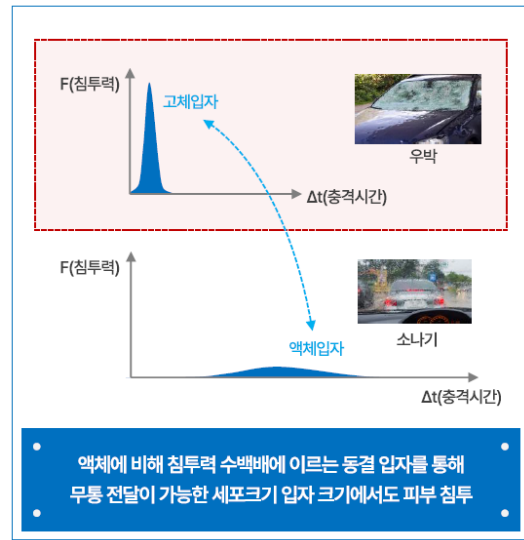 F(침투력)
고체입자
우박
Δt(충격시간)
F(침투력)
액체입자
소나기
Δt(충격시간)
액체에 비해 침투력 수백배에 이르는 동결 입자를 통해
무통 전달이 가능한 세포크기 입자 크기에서도 피부 침투